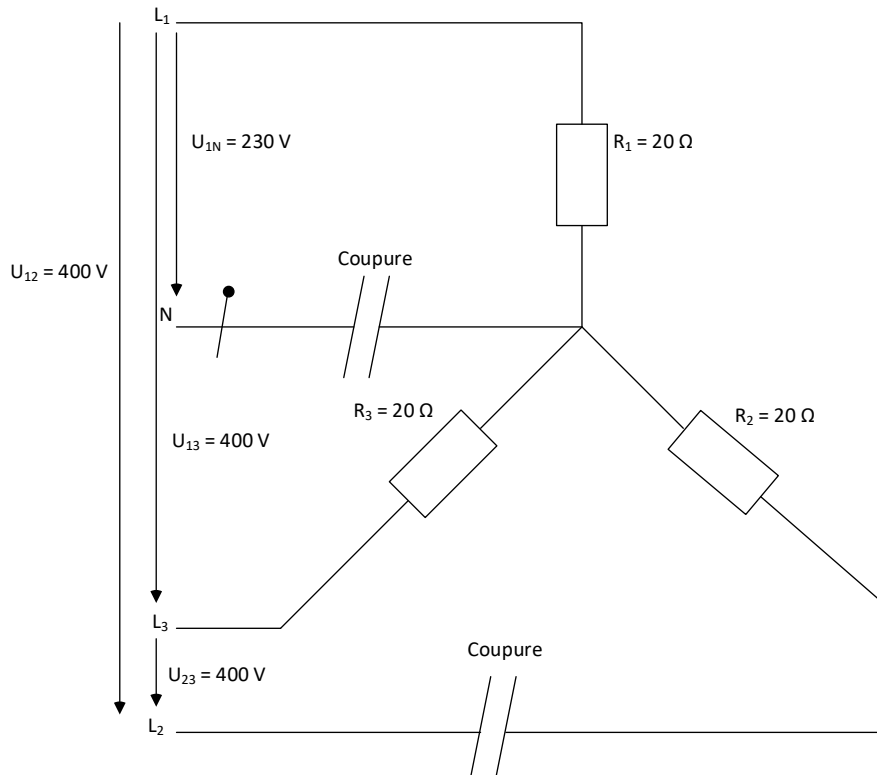 L₁
U₁N = 230 V
R₁ = 20 Ω
Coupure
U₁₂ = 400 V
N
R₃ = 20 Ω
R₂ = 20 Ω
U₁₃ = 400 V
L₃
Coupure
U₂₃ = 400 V
L₂